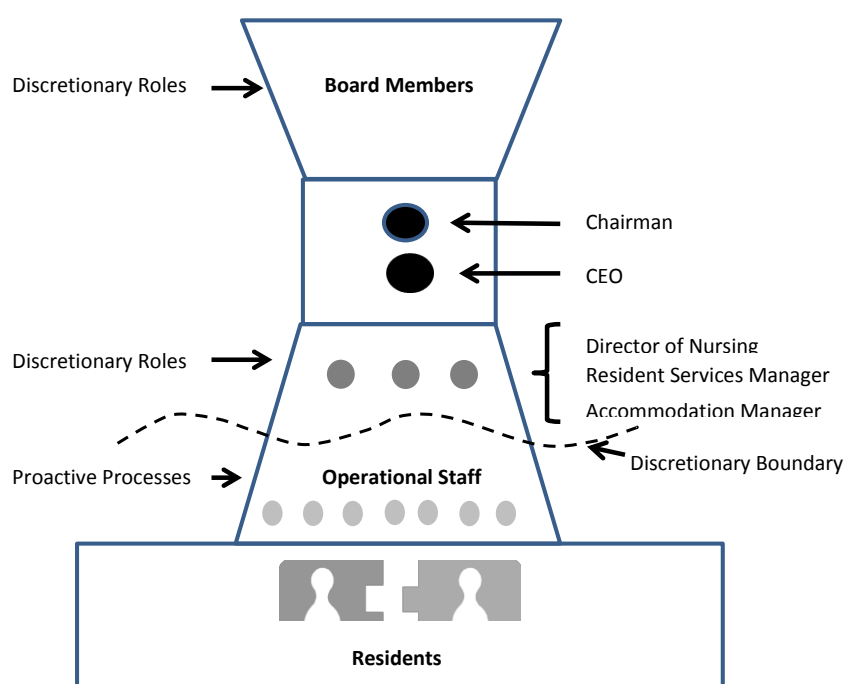 Discretionary Roles
Board Members
Chairman
CEO
Discretionary Roles
Director of Nursing
Resident Services Manager
Accommodation Manager
Proactive Processes
Operational Staff
Discretionary Boundary
Residents